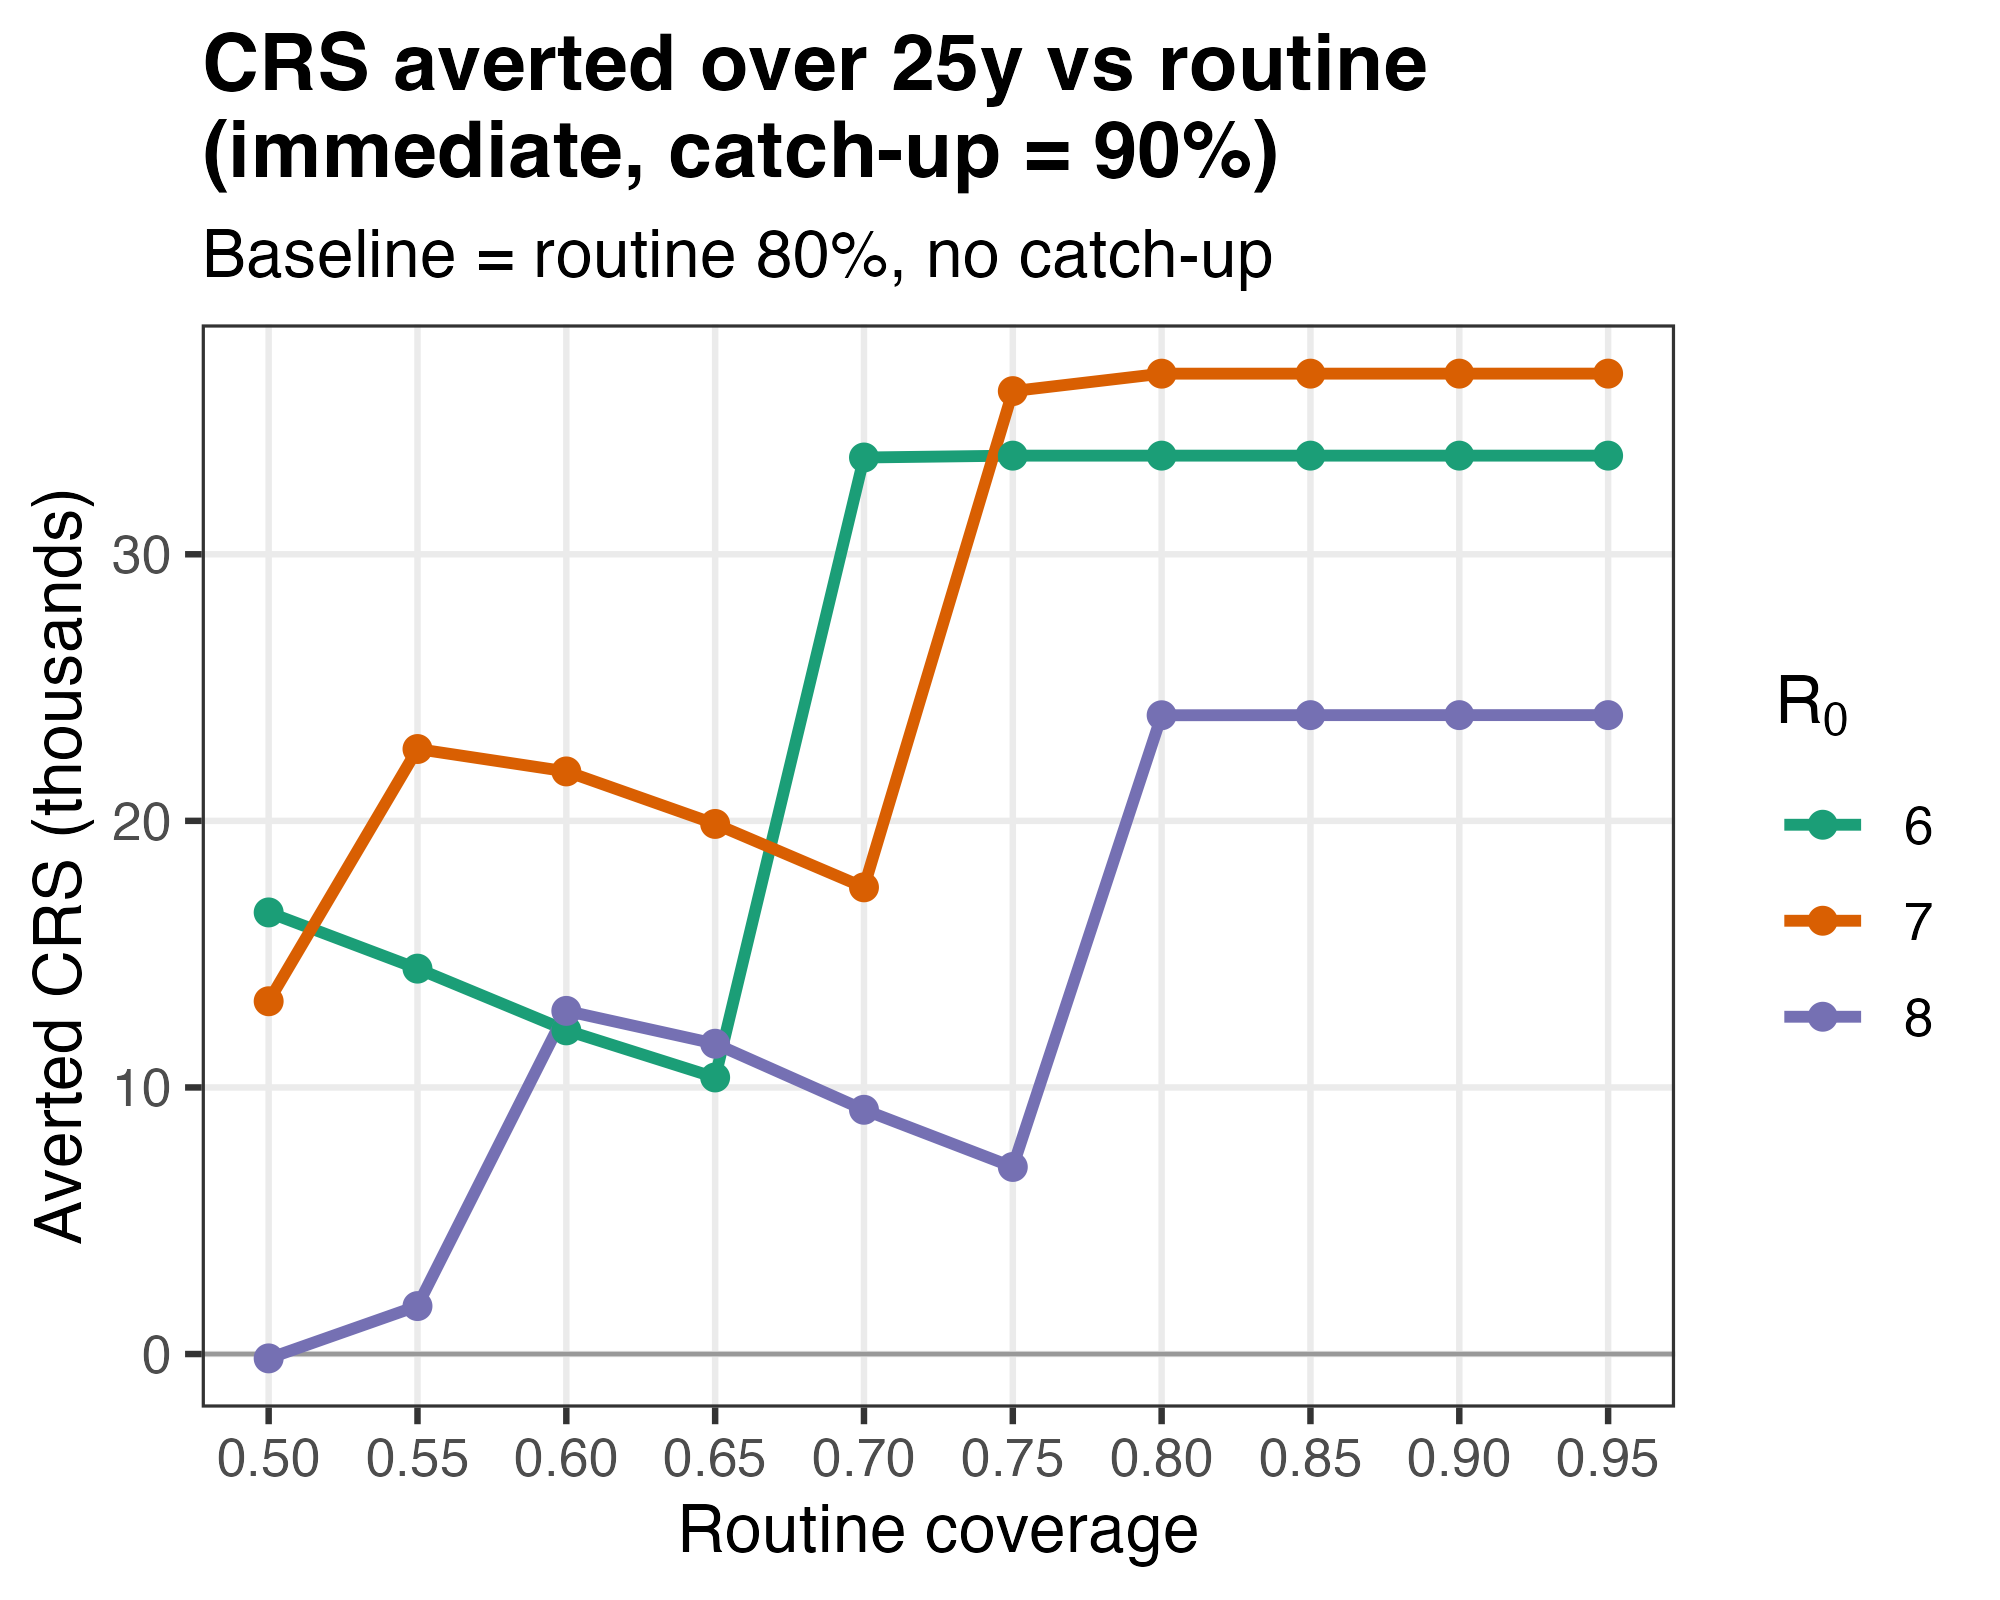 CRS averted over 25y vs routine
(immediate, catch-up = 90%)
Baseline = routine 80%, no catch-up
Averted CRS (thousands)
30
20
10
0
0.50 0.55 0.60 0.65 0.70 0.75 0.80 0.85 0.90 0.95
Routine coverage
R₀
6
7
8